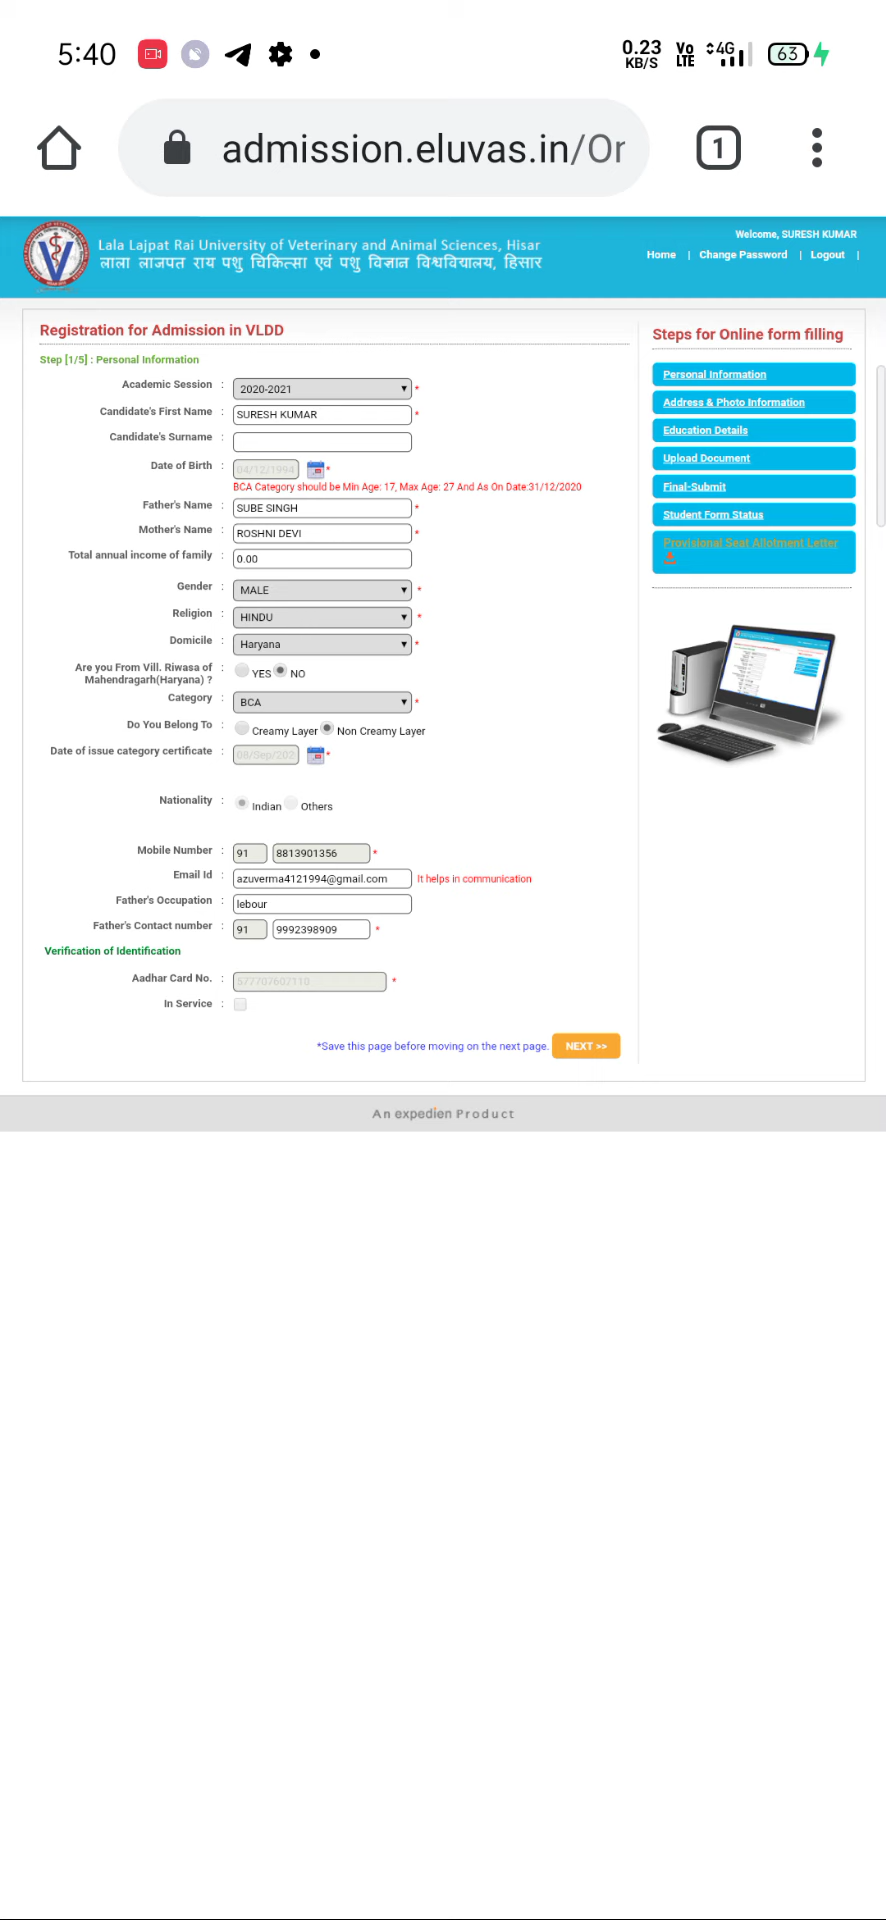 5:40
0.23 KB/S Vo LTE 4G 63
admission.eluvas.in/Or
1
Lala Lajpat Rai University of Veterinary and Animal Sciences, Hisar
लाला लाजपत राय पशु चिकित्सा एवं पशु विज्ञान विश्वविद्यालय, हिसार
Welcome, SURESH KUMAR
Home | Change Password | Logout |
Registration for Admission in VLDD
Step [1/5] : Personal Information
Academic Session : 2020-2021 *
Candidate's First Name : SURESH KUMAR *
Candidate's Surname :
Date of Birth : 04/12/1994 *
BCA Category should be Min Age: 17, Max Age: 27 And As On Date:31/12/2020
Father's Name : SUBE SINGH *
Mother's Name : ROSHNI DEVI *
Total annual income of family : 0.00
Gender : MALE *
Religion : HINDU *
Domicile : Haryana *
Are you From Vill. Riwasa of : YES NO
Mahendragarh(Haryana) ?
Category : BCA *
Do You Belong To : Creamy Layer Non Creamy Layer
Date of issue category certificate : 08/Sep/202 *
Nationality : Indian Others
Mobile Number : 91 8813901356 *
Email Id : azuverma4121994@gmail.com It helps in communication
Father's Occupation : lebour
Father's Contact number : 91 9992398909 *
Verification of Identification
Aadhar Card No. : 577707607110 *
In Service :
*Save this page before moving on the next page. NEXT >>
Steps for Online form filling
Personal Information
Address & Photo Information
Education Details
Upload Document
Final-Submit
Student Form Status
Provisional Seat Allotment Letter
An expedien Product